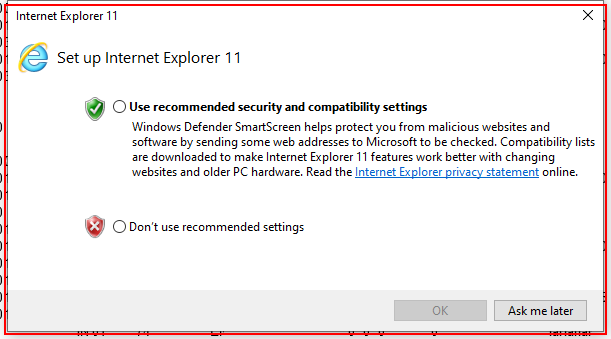 Internet Explorer 11
Set up Internet Explorer 11
Use recommended security and compatibility settings
Windows Defender SmartScreen helps protect you from malicious websites and
software by sending some web addresses to Microsoft to be checked. Compatibility lists
are downloaded to make Internet Explorer 11 features work better with changing
websites and older PC hardware. Read the Internet Explorer privacy statement online.
Don't use recommended settings
OK
Ask me later